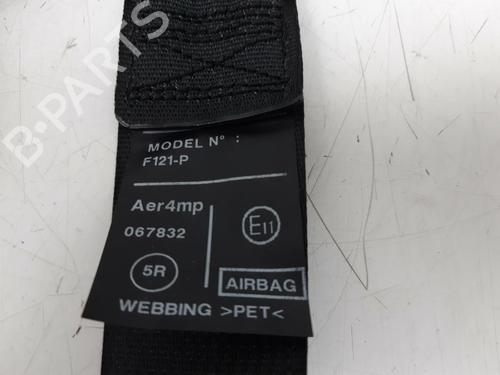 B-PARTS
MODEL N° :
F121-P
Aer4mp
067832
E11
5R
AIRBAG
WEBBING >PET<